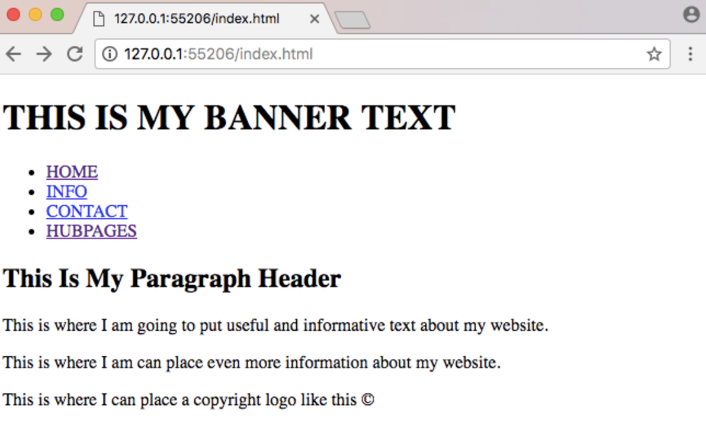 127.0.0.1:55206/index.html
127.0.0.1:55206/index.html
THIS IS MY BANNER TEXT
HOME
INFO
CONTACT
HUBPAGES
This Is My Paragraph Header
This is where I am going to put useful and informative text about my website.
This is where I am can place even more information about my website.
This is where I can place a copyright logo like this ©